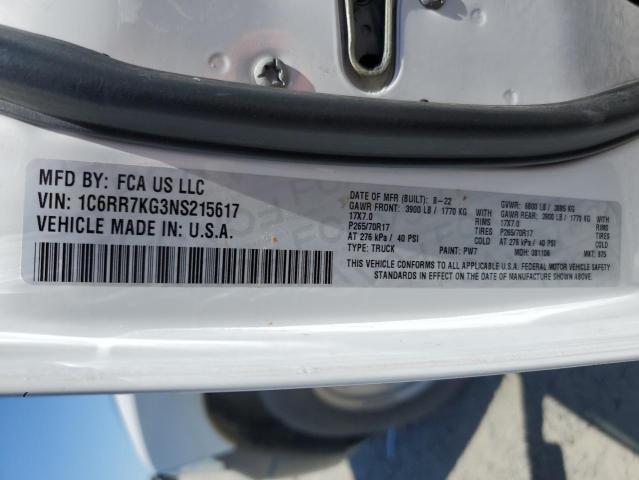 MFD BY: FCA US LLC
VIN: 1C6RR7KG3NS215617
VEHICLE MADE IN: U.S.A.
DATE OF MFR (BUILT): 8-22 GVWR: 6800 LB / 3085 KG
GAWR FRONT: 3900 LB / 1770 KG WITH GAWR REAR: 3900 LB / 1770 KG WITH
17X7.0 RIMS 17X7.0 RIMS
P265/70R17 TIRES P265/70R17 TIRES
AT 276 kPa / 40 PSI COLD AT 276 kPa / 40 PSI COLD
TYPE: TRUCK PAINT: PW7 MDH: 081106 MKT: 975
THIS VEHICLE CONFORMS TO ALL APPLICABLE U.S.A. FEDERAL MOTOR VEHICLE SAFETY
STANDARDS IN EFFECT ON THE DATE OF MANUFACTURE SHOWN ABOVE.